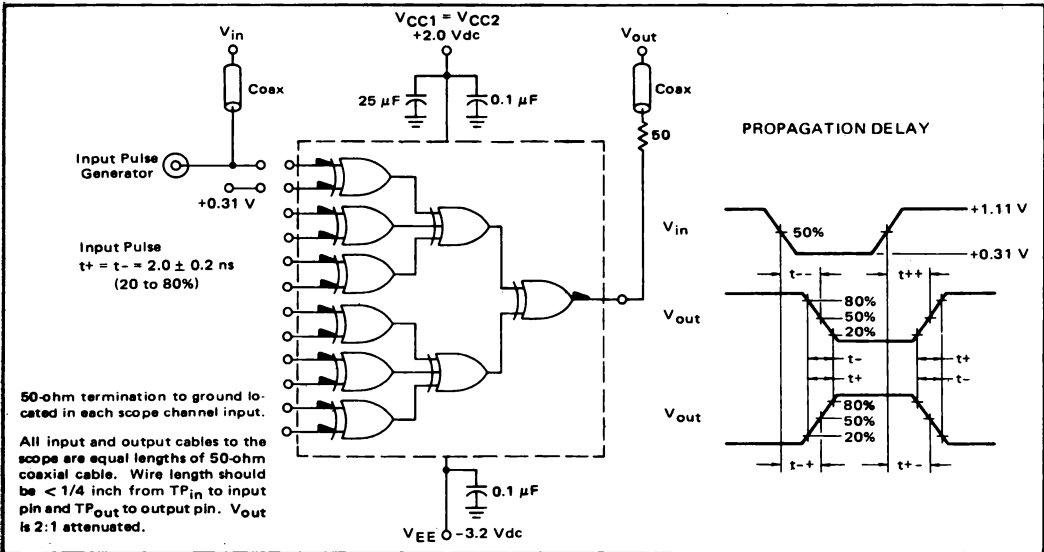 VCC1 = VCC2
+2.0 Vdc
Vin
Vout
Coax
25 µF
0.1 µF
Coax
50
PROPAGATION DELAY
Input Pulse
Generator
+0.31 V
Input Pulse
t+ = t- = 2.0 ± 0.2 ns
(20 to 80%)
Vin
50%
+1.11 V
+0.31 V
t--
t++
Vout
80%
50%
20%
t-
t+
t+
t-
Vout
80%
50%
20%
t-+
t+-
50-ohm termination to ground lo-
cated in each scope channel input.
All input and output cables to the
scope are equal lengths of 50-ohm
coaxial cable. Wire length should
be < 1/4 inch from TPin to input
pin and TPout to output pin. Vout
is 2:1 attenuated.
0.1 µF
VEE
-3.2 Vdc